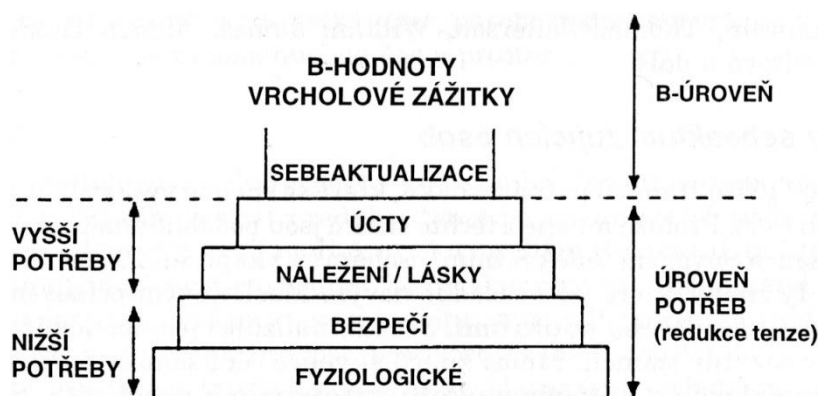 B-HODNOTY
VRCHOLOVÉ ZÁŽITKY
B-ÚROVEŇ
SEBEAKTUALIZACE
ÚCTY
VYŠŠÍ
POTŘEBY
NÁLEŽENÍ / LÁSKY
ÚROVEŇ
POTŘEB
(redukce tenze)
BEZPEČÍ
NIŽŠÍ
POTŘEBY
FYZIOLOGICKÉ